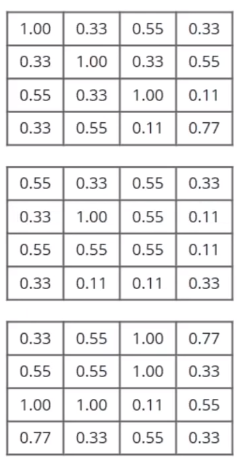 1.00 0.33 0.55 0.33
0.33 1.00 0.33 0.55
0.55 0.33 1.00 0.11
0.33 0.55 0.11 0.77
0.55 0.33 0.55 0.33
0.33 1.00 0.55 0.11
0.55 0.55 0.55 0.11
0.33 0.11 0.11 0.33
0.33 0.55 1.00 0.77
0.55 0.55 1.00 0.33
1.00 1.00 0.11 0.55
0.77 0.33 0.55 0.33